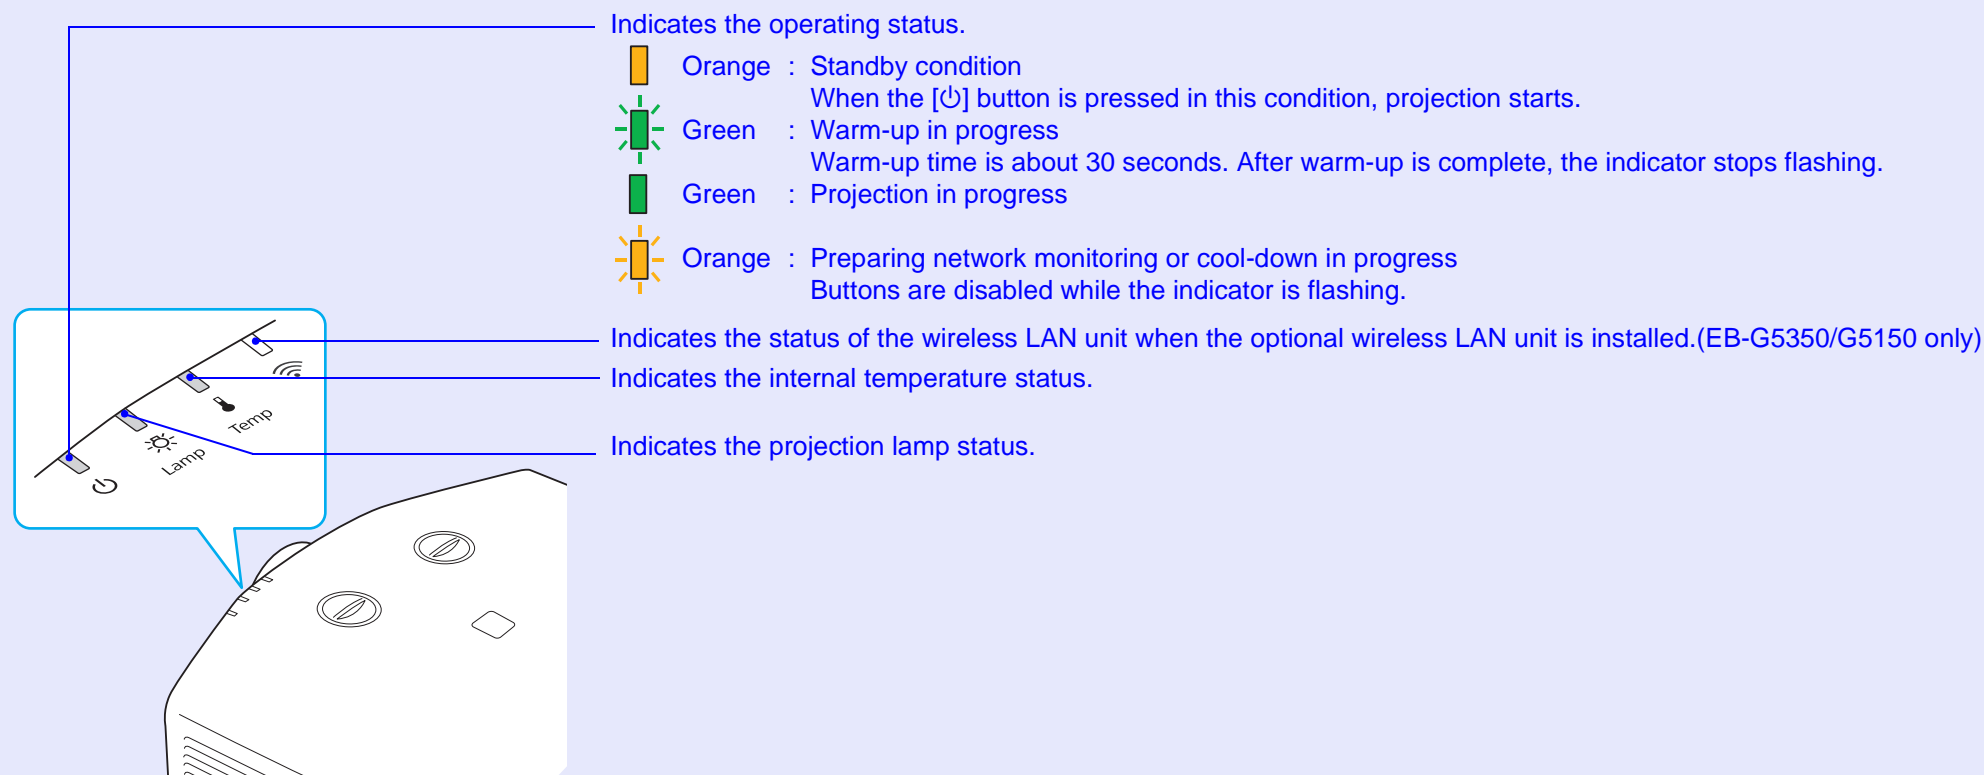 Indicates the operating status.
Orange : Standby condition
When the [⏻] button is pressed in this condition, projection starts.
Green : Warm-up in progress
Warm-up time is about 30 seconds. After warm-up is complete, the indicator stops flashing.
Green : Projection in progress
Orange : Preparing network monitoring or cool-down in progress
Buttons are disabled while the indicator is flashing.
Indicates the status of the wireless LAN unit when the optional wireless LAN unit is installed.(EB-G5350/G5150 only)
Indicates the internal temperature status.
Indicates the projection lamp status.
Temp
Lamp